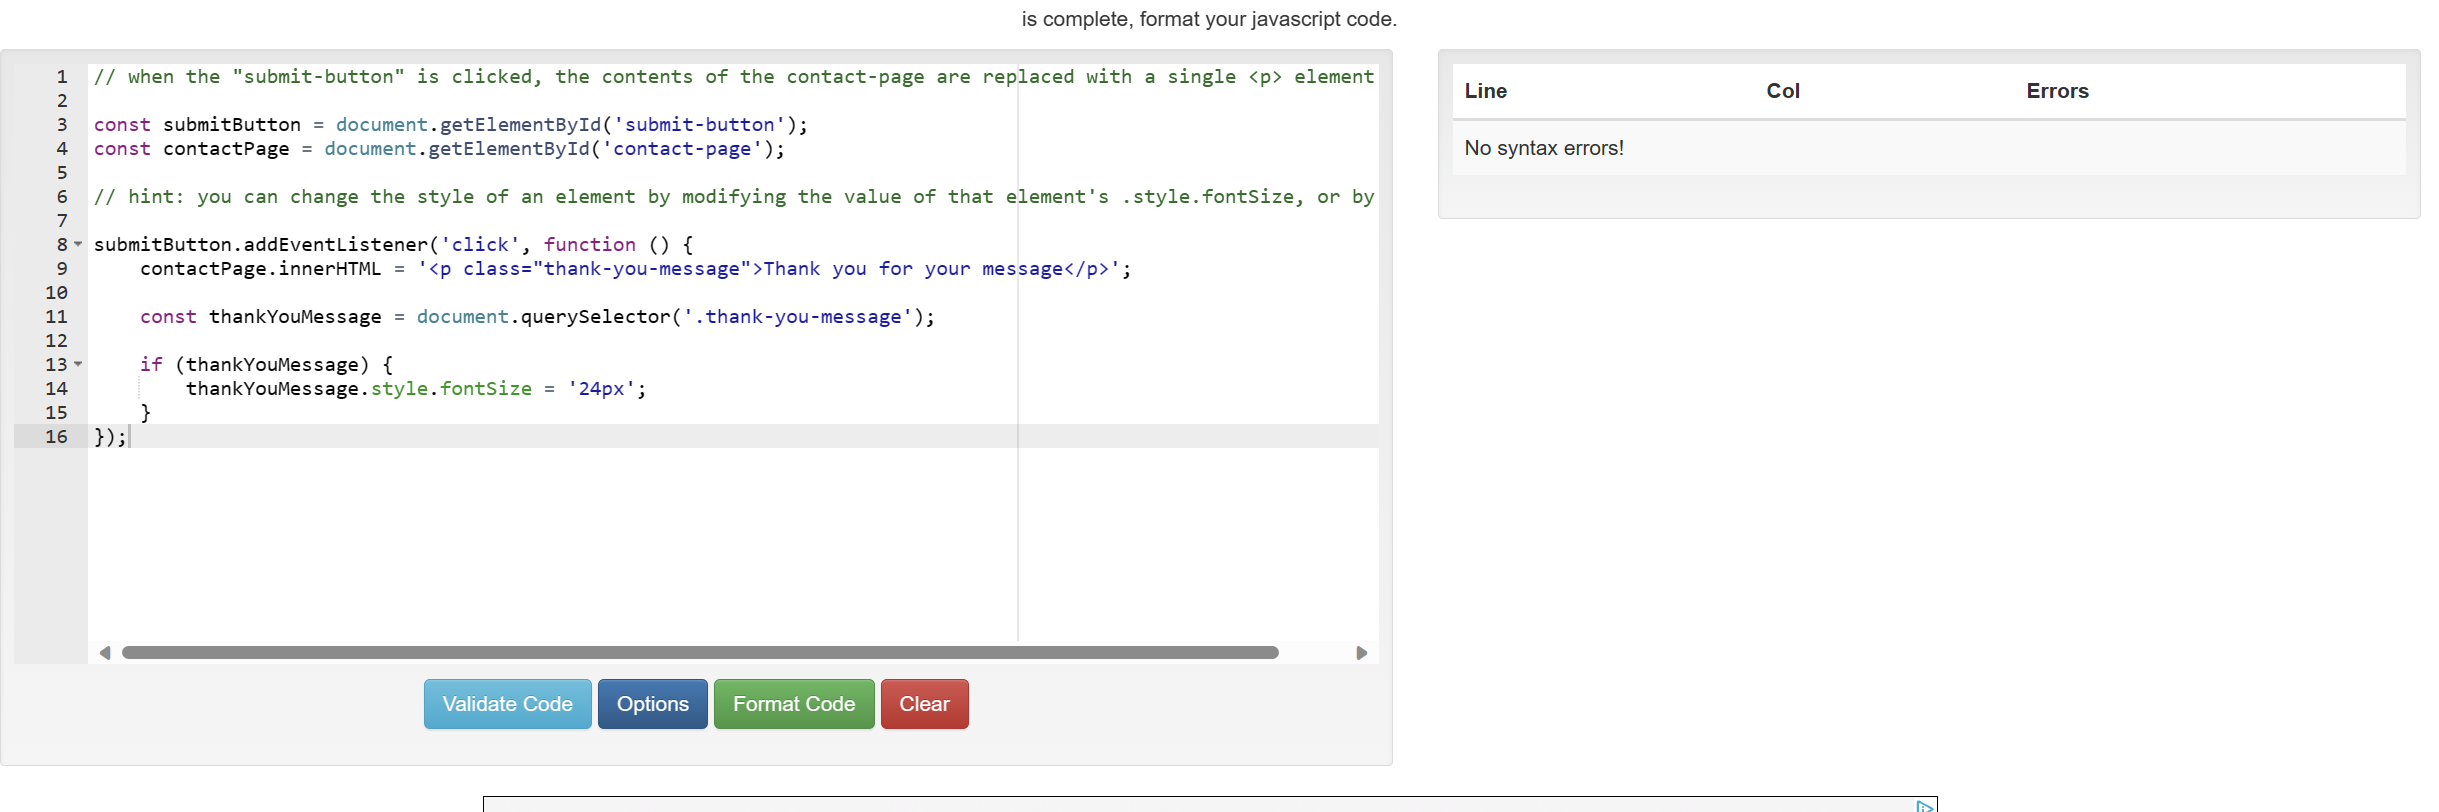 is complete, format your javascript code.
1 // when the "submit-button" is clicked, the contents of the contact-page are replaced with a single <p> element
2
3 const submitButton = document.getElementById('submit-button');
4 const contactPage = document.getElementById('contact-page');
5
6 // hint: you can change the style of an element by modifying the value of that element's .style.fontSize, or by
7
8 submitButton.addEventListener('click', function () {
9 contactPage.innerHTML = '<p class="thank-you-message">Thank you for your message</p>';
10
11 const thankYouMessage = document.querySelector('.thank-you-message');
12
13 if (thankYouMessage) {
14 thankYouMessage.style.fontSize = '24px';
15 }
16 });
Validate Code Options Format Code Clear
Line Col Errors
No syntax errors!